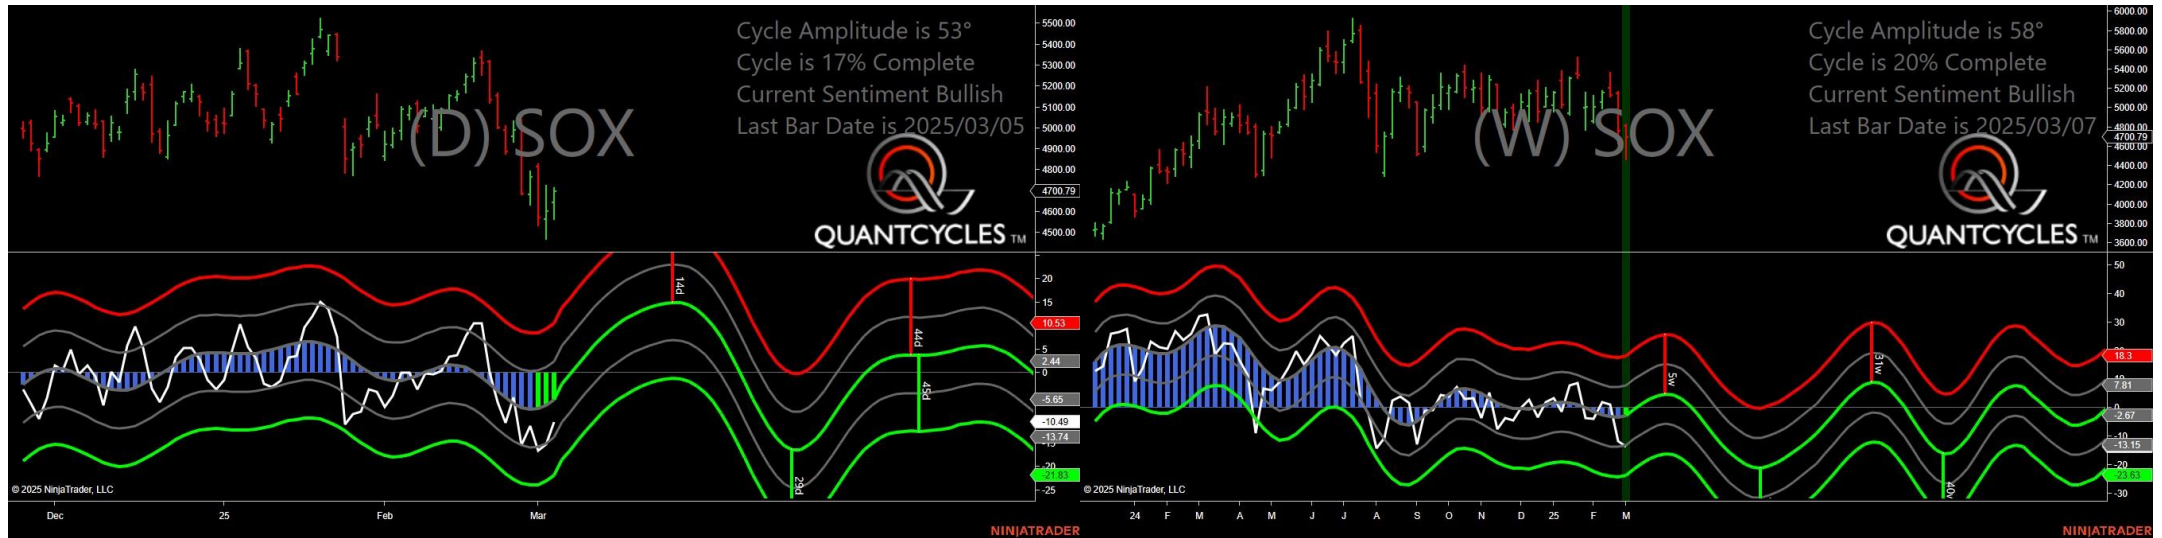 Cycle Amplitude is 53°
Cycle is 17% Complete
Current Sentiment Bullish
Last Bar Date is 2025/03/05
(D) SOX
QUANTCYCLES TM
5500.00
5400.00
5300.00
5200.00
5100.00
5000.00
4900.00
4800.00
4700.79
4600.00
4500.00
14d
44d
45d
29d
20
15
10.53
5
2.44
0
-5.65
-10.49
-13.74
-15
-20
-21.83
-25
© 2025 NinjaTrader, LLC
Dec
25
Feb
Mar
NINJATRADER
Cycle Amplitude is 58°
Cycle is 20% Complete
Current Sentiment Bullish
Last Bar Date is 2025/03/07
(W) SOX
QUANTCYCLES TM
6000.00
5800.00
5600.00
5400.00
5200.00
5000.00
4800.00
4700.79
4600.00
4400.00
4200.00
4000.00
3800.00
3600.00
5w
31w
50
40
30
18.3
7.81
0
-2.67
-10
-13.15
-23.63
-30
© 2025 NinjaTrader, LLC
24 F M A M J J A S O N D 25 F M
NINJATRADER